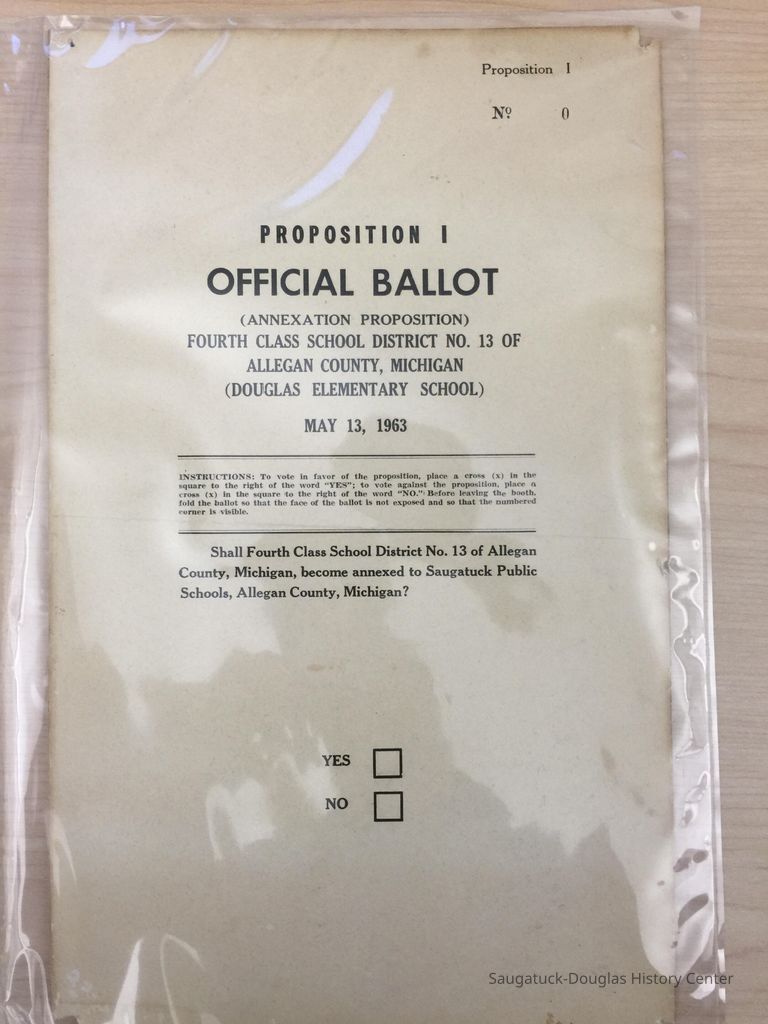 Proposition I
Nº 0
PROPOSITION I
OFFICIAL BALLOT
(ANNEXATION PROPOSITION)
FOURTH CLASS SCHOOL DISTRICT NO. 13 OF
ALLEGAN COUNTY, MICHIGAN
(DOUGLAS ELEMENTARY SCHOOL)
MAY 13, 1963
INSTRUCTIONS: To vote in favor of the proposition, place a cross (x) in the
square to the right of the word "YES"; to vote against the proposition, place a
cross (x) in the square to the right of the word "NO." Before leaving the booth,
fold the ballot so that the face of the ballot is not exposed and so that the numbered
corner is visible.
Shall Fourth Class School District No. 13 of Allegan
County, Michigan, become annexed to Saugatuck Public
Schools, Allegan County, Michigan?
YES
NO
Saugatuck-Douglas History Center